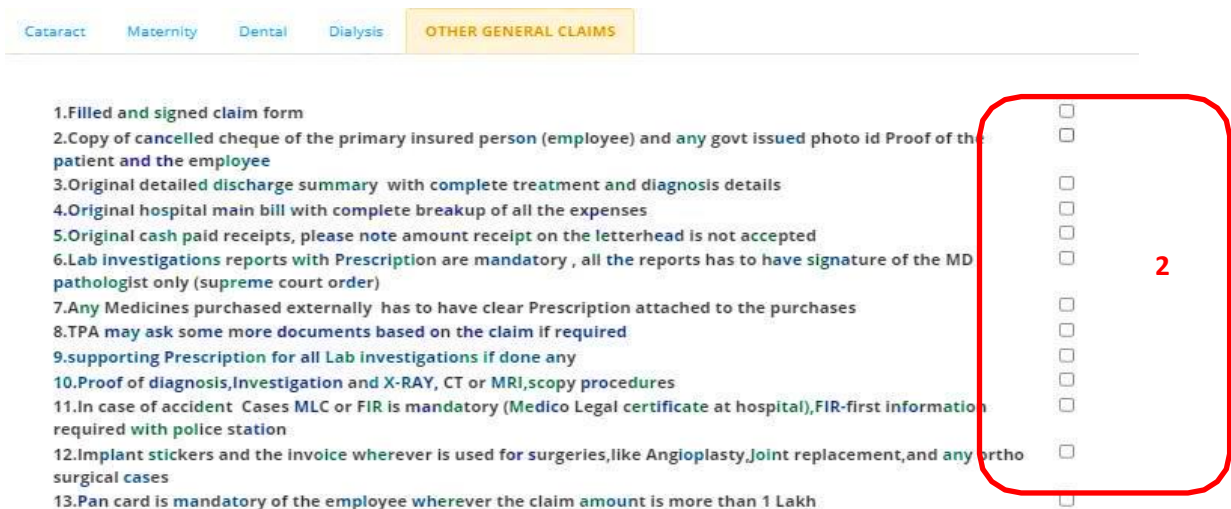 Cataract Maternity Dental Dialysis OTHER GENERAL CLAIMS
1.Filled and signed claim form
2.Copy of cancelled cheque of the primary insured person (employee) and any govt issued photo id Proof of the
patient and the employee
3.Original detailed discharge summary with complete treatment and diagnosis details
4.Original hospital main bill with complete breakup of all the expenses
5.Original cash paid receipts, please note amount receipt on the letterhead is not accepted
6.Lab investigations reports with Prescription are mandatory , all the reports has to have signature of the MD
pathologist only (supreme court order)
2
7.Any Medicines purchased externally has to have clear Prescription attached to the purchases
8.TPA may ask some more documents based on the claim if required
9.supporting Prescription for all Lab investigations if done any
10.Proof of diagnosis,Investigation and X-RAY, CT or MRI,scopy procedures
11.In case of accident Cases MLC or FIR is mandatory (Medico Legal certificate at hospital),FIR-first information
required with police station
12.Implant stickers and the invoice wherever is used for surgeries,like Angioplasty,Joint replacement,and any ortho
surgical cases
13.Pan card is mandatory of the employee wherever the claim amount is more than 1 Lakh